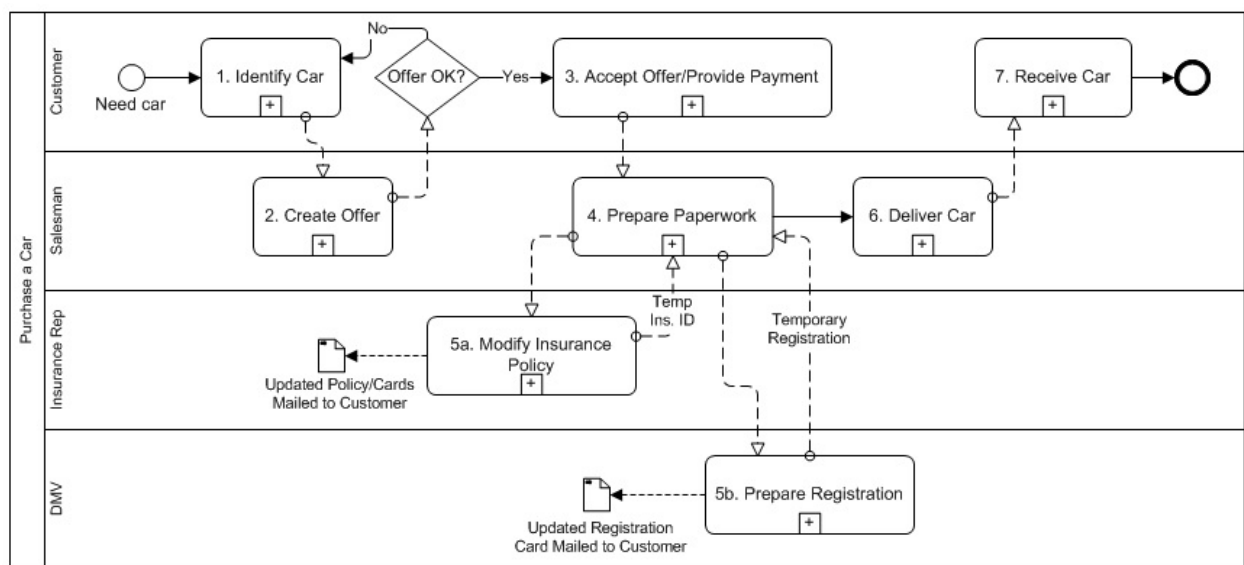 Purchase a Car
Customer
Need car
1. Identify Car
+
No
Offer OK?
Yes
3. Accept Offer/Provide Payment
+
7. Receive Car
+
Salesman
2. Create Offer
+
4. Prepare Paperwork
+
6. Deliver Car
+
Insurance Rep
Updated Policy/Cards
Mailed to Customer
5a. Modify Insurance
Policy
+
Temp
Ins. ID
Temporary
Registration
DMV
Updated Registration
Card Mailed to Customer
5b. Prepare Registration
+